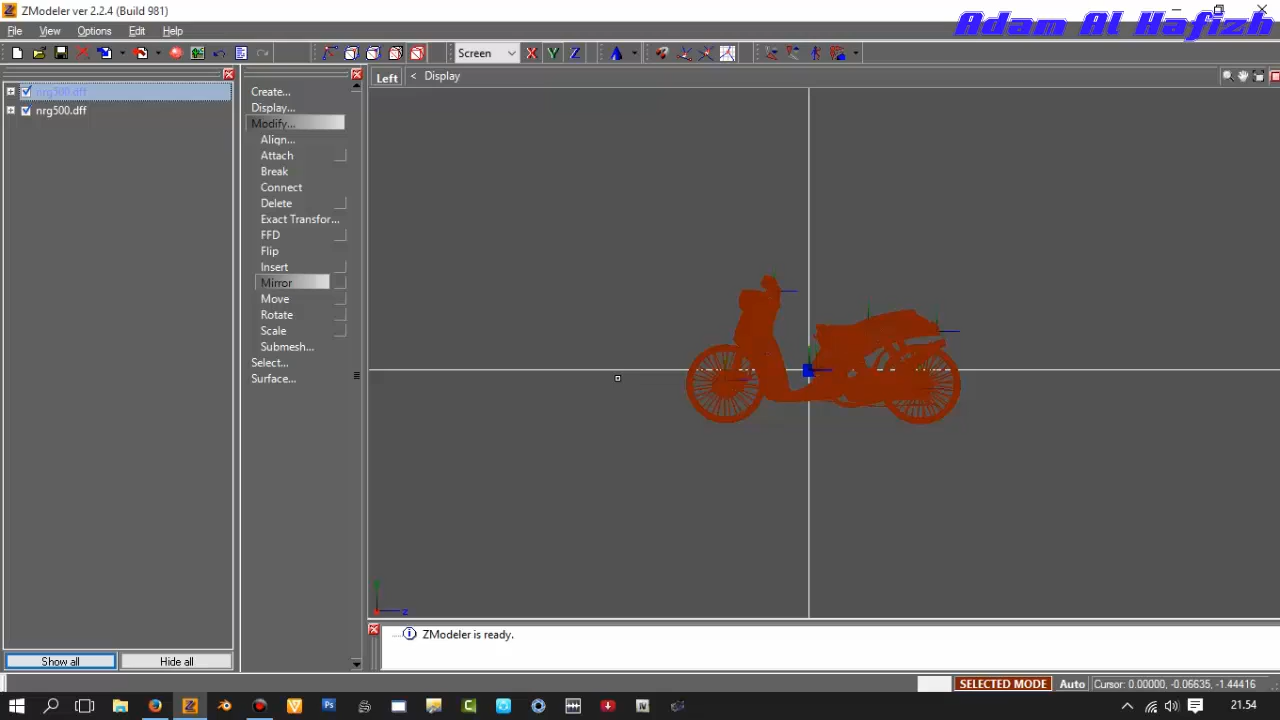 ZModeler ver 2.2.4 (Build 981)
Adam Al Hafizh
File View Options Edit Help
Screen
X Y Z
nrg500.dff
nrg500.dff
Create...
Display...
Modify...
Align...
Attach
Break
Connect
Delete
Exact Transfor...
FFD
Flip
Insert
Mirror
Move
Rotate
Scale
Submesh...
Select...
Surface...
Left < Display
z
ZModeler is ready.
Show all Hide all
SELECTED MODE Auto Cursor: 0.00000, -0.06635, -1.44416
21.54